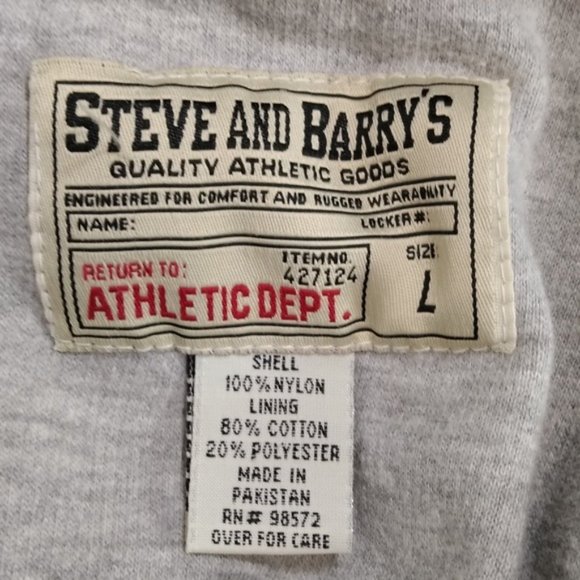 STEVE AND BARRY'S
QUALITY ATHLETIC GOODS
ENGINEERED FOR COMFORT AND RUGGED WEARABILITY
NAME: LOCKER #:
RETURN TO: ITEM NO. SIZE
427124
ATHLETIC DEPT. L
SHELL
100% NYLON
LINING
80% COTTON
20% POLYESTER
MADE IN
PAKISTAN
RN# 98572
OVER FOR CARE